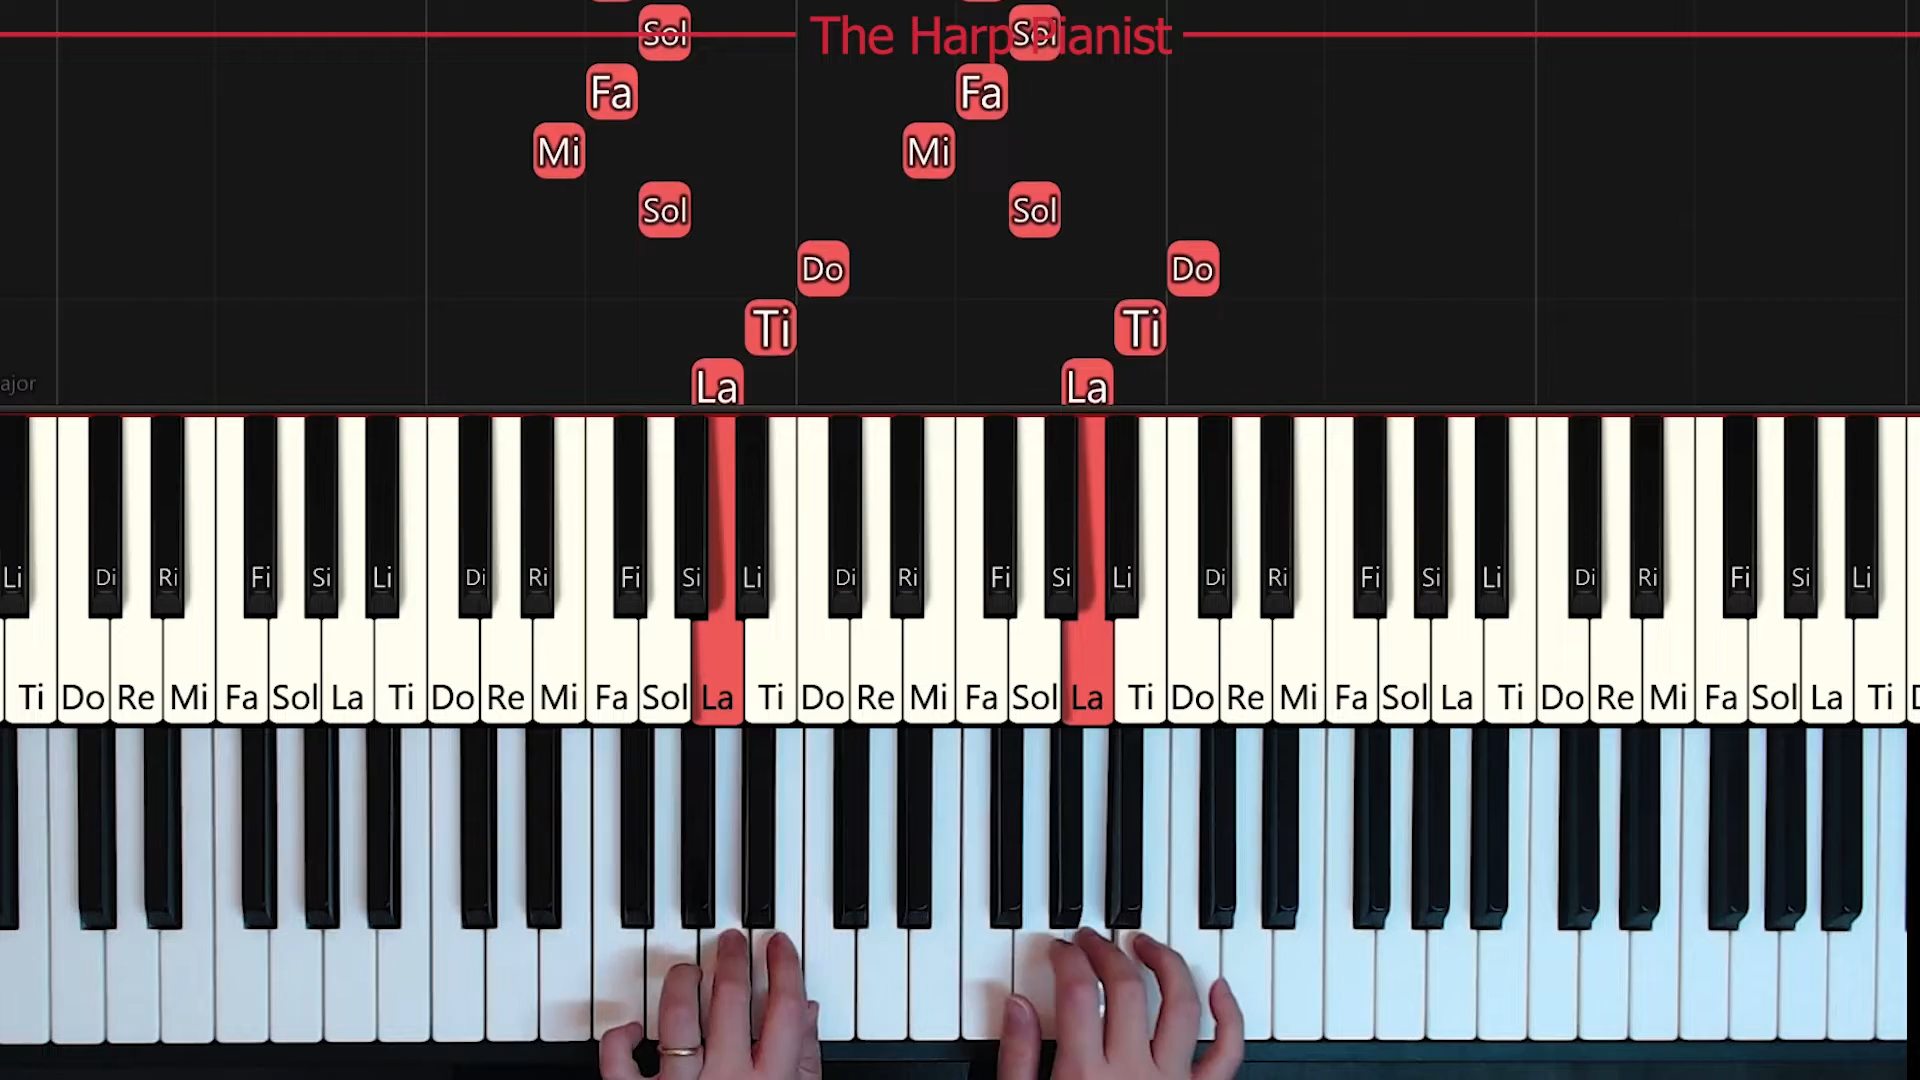 The Harp Pianist
Sol Sol
Fa Fa
Mi Mi
Sol Sol
Do Do
Ti Ti
La La
ajor
Li Di Ri Fi Si Li Di Ri Fi Si Li Di Ri Fi Si Li Di Ri Fi Si Li Di Ri Fi Si Li
Ti Do Re Mi Fa Sol La Ti Do Re Mi Fa Sol La Ti Do Re Mi Fa Sol La Ti Do Re Mi Fa Sol La Ti Do Re Mi Fa Sol La Ti